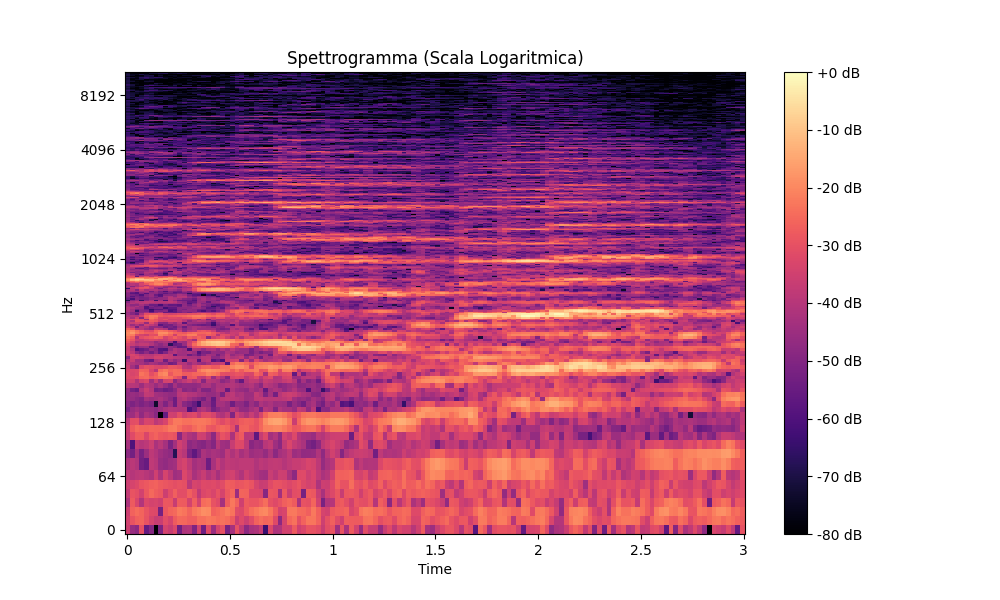 Spettrogramma (Scala Logaritmica)
Hz
8192
4096
2048
1024
512
256
128
64
0
0
0.5
1
1.5
2
2.5
3
Time
+0 dB
-10 dB
-20 dB
-30 dB
-40 dB
-50 dB
-60 dB
-70 dB
-80 dB